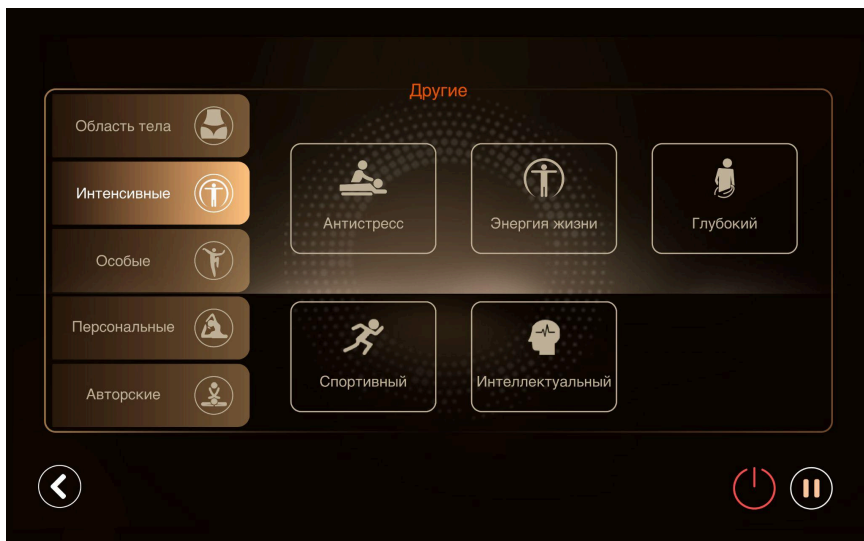 Другие
Область тела
Интенсивные
Особые
Персональные
Авторские
Антистресс
Энергия жизни
Глубокий
Спортивный
Интеллектуальный